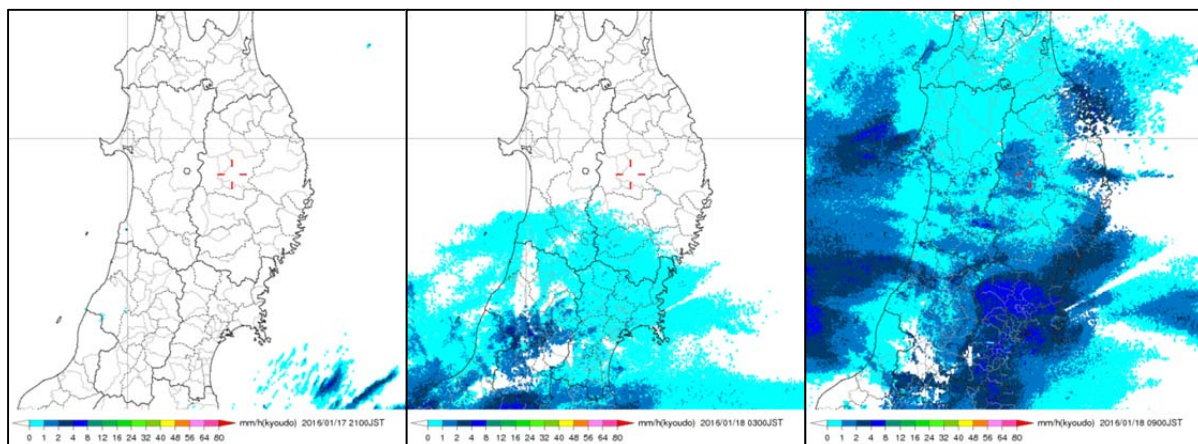 0 1 2 4 8 12 16 24 32 40 48 56 64 80 mm/h(kyoudo) 2016/01/17 2100JST
0 1 2 4 8 12 16 24 32 40 48 56 64 80 mm/h(kyoudo) 2016/01/18 0300JST
0 1 2 4 8 12 16 24 32 40 48 56 64 80 mm/h(kyoudo) 2016/01/18 0900JST